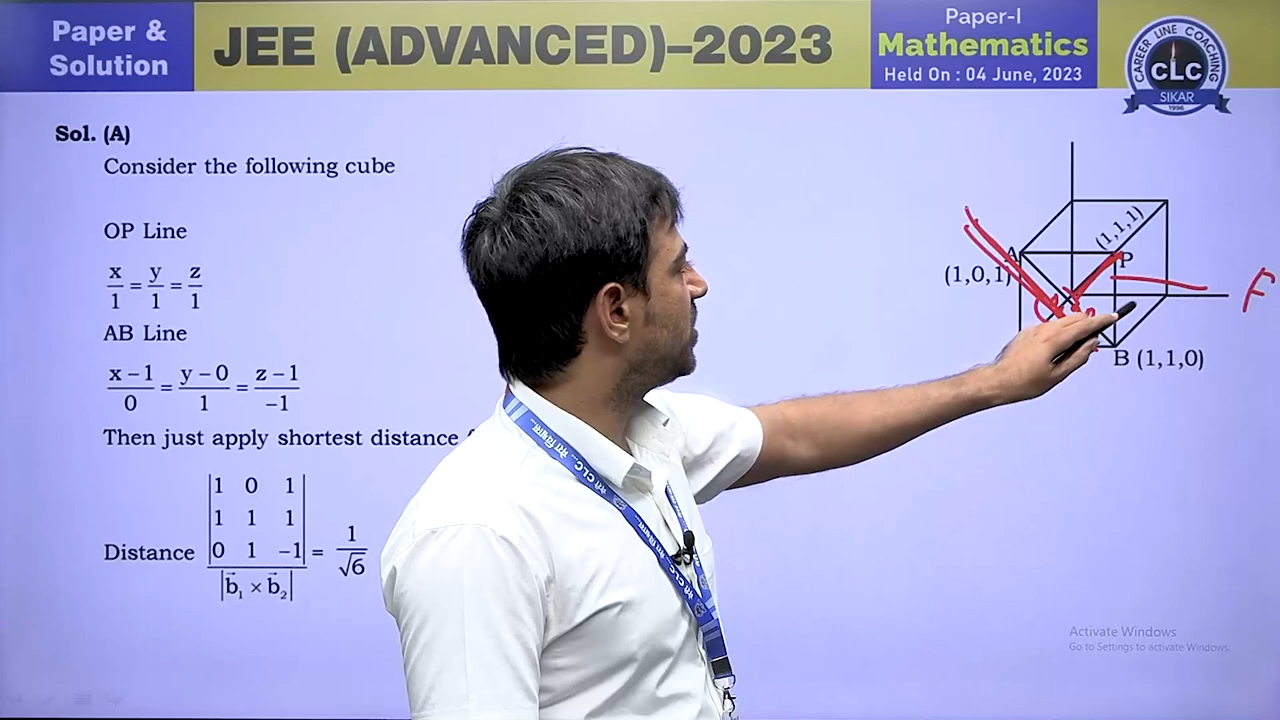 Paper &
Solution
JEE (ADVANCED)–2023
Paper-I
Mathematics
Held On : 04 June, 2023
CAREER LINE COACHING
CLC
SIKAR
1996
Sol. (A)
Consider the following cube
OP Line
x/1 = y/1 = z/1
AB Line
x – 1/0 = y – 0/1 = z – 1/–1
Then just apply shortest distance
Distance |1 0 1|
|1 1 1|
|0 1 –1|
/ |b⃗₁ × b⃗₂| = 1/√6
A
(1,0,1)
(1,1,1)
P
F
B (1,1,0)
CLC...
Activate Windows
Go to Settings to activate Windows.